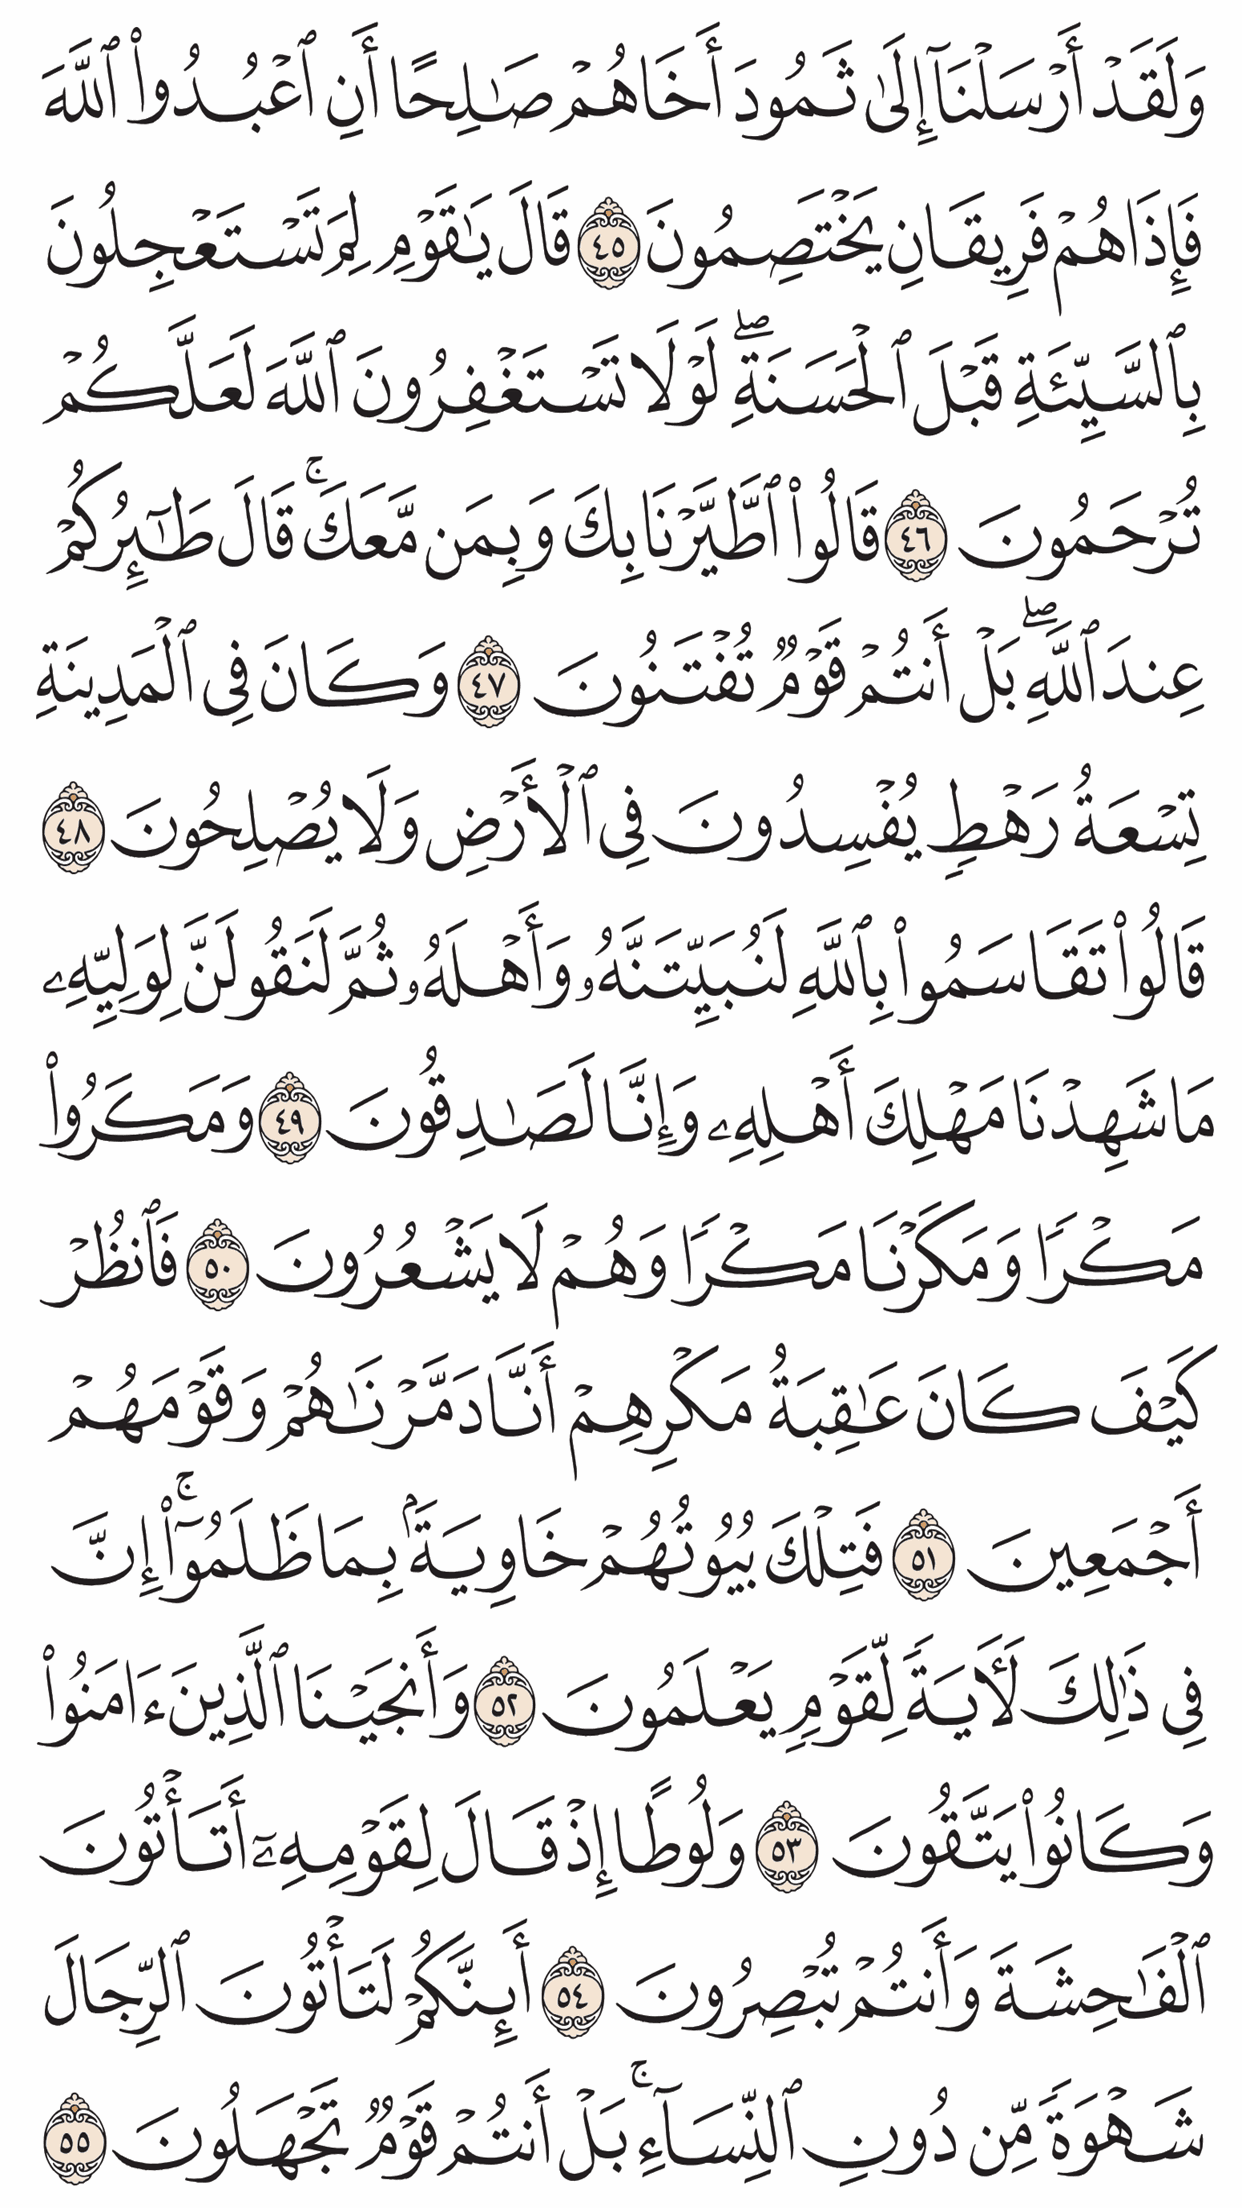 وَلَقَدۡ أَرۡسَلۡنَآ إِلَىٰ ثَمُودَ أَخَاهُمۡ صَٰلِحًا أَنِ ٱعۡبُدُواْ ٱللَّهَ
فَإِذَا هُمۡ فَرِيقَانِ يَخۡتَصِمُونَ ٤٥ قَالَ يَٰقَوۡمِ لِمَ تَسۡتَعۡجِلُونَ
بِٱلسَّيِّئَةِ قَبۡلَ ٱلۡحَسَنَةِۖ لَوۡلَا تَسۡتَغۡفِرُونَ ٱللَّهَ لَعَلَّكُمۡ
تُرۡحَمُونَ ٤٦ قَالُواْ ٱطَّيَّرۡنَا بِكَ وَبِمَن مَّعَكَۚ قَالَ طَٰٓئِرُكُمۡ
عِندَ ٱللَّهِۖ بَلۡ أَنتُمۡ قَوۡمٞ تُفۡتَنُونَ ٤٧ وَكَانَ فِي ٱلۡمَدِينَةِ
تِسۡعَةُ رَهۡطٖ يُفۡسِدُونَ فِي ٱلۡأَرۡضِ وَلَا يُصۡلِحُونَ ٤٨
قَالُواْ تَقَاسَمُواْ بِٱللَّهِ لَنُبَيِّتَنَّهُۥ وَأَهۡلَهُۥ ثُمَّ لَنَقُولَنَّ لِوَلِيِّهِۦ
مَا شَهِدۡنَا مَهۡلِكَ أَهۡلِهِۦ وَإِنَّا لَصَٰدِقُونَ ٤٩ وَمَكَرُواْ
مَكۡرٗا وَمَكَرۡنَا مَكۡرٗا وَهُمۡ لَا يَشۡعُرُونَ ٥٠ فَٱنظُرۡ
كَيۡفَ كَانَ عَٰقِبَةُ مَكۡرِهِمۡ أَنَّا دَمَّرۡنَٰهُمۡ وَقَوۡمَهُمۡ
أَجۡمَعِينَ ٥١ فَتِلۡكَ بُيُوتُهُمۡ خَاوِيَةَۢ بِمَا ظَلَمُوٓاْۚ إِنَّ
فِي ذَٰلِكَ لَأٓيَةٗ لِّقَوۡمٖ يَعۡلَمُونَ ٥٢ وَأَنجَيۡنَا ٱلَّذِينَ ءَامَنُواْ
وَكَانُواْ يَتَّقُونَ ٥٣ وَلُوطًا إِذۡ قَالَ لِقَوۡمِهِۦٓ أَتَأۡتُونَ
ٱلۡفَٰحِشَةَ وَأَنتُمۡ تُبۡصِرُونَ ٥٤ أَئِنَّكُمۡ لَتَأۡتُونَ ٱلرِّجَالَ
شَهۡوَةٗ مِّن دُونِ ٱلنِّسَآءِۚ بَلۡ أَنتُمۡ قَوۡمٞ تَجۡهَلُونَ ٥٥